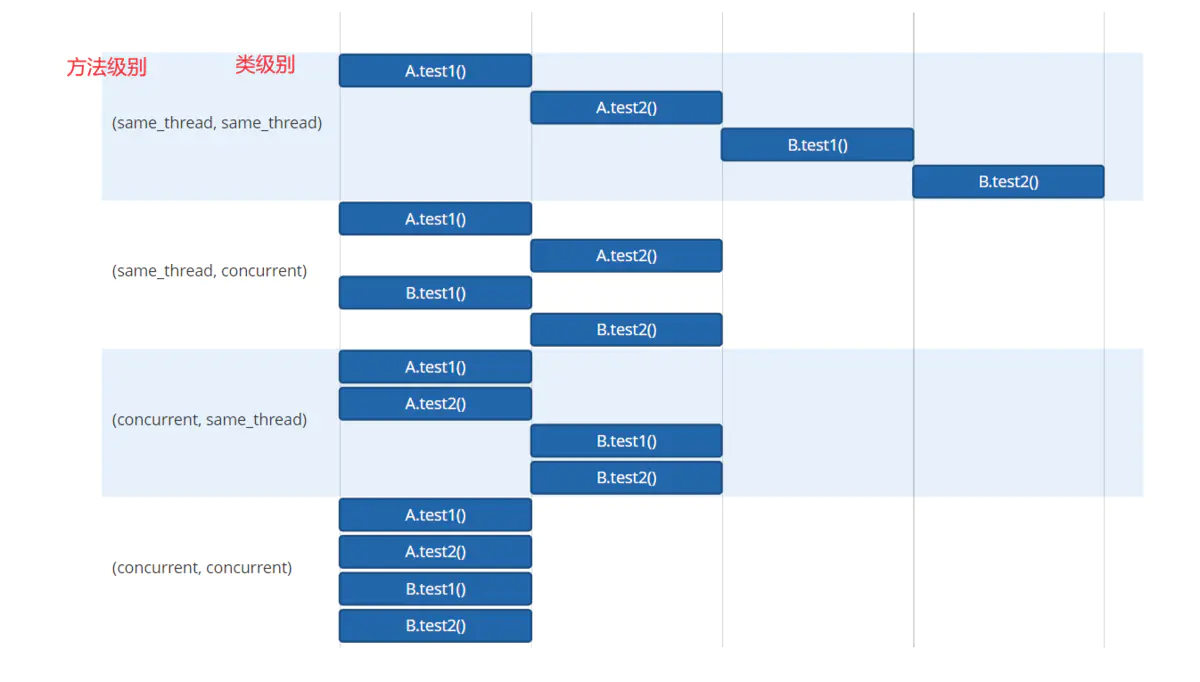 方法级别 类级别
A.test1()
A.test2()
(same_thread, same_thread)
B.test1()
B.test2()
A.test1()
A.test2()
(same_thread, concurrent)
B.test1()
B.test2()
A.test1()
A.test2()
(concurrent, same_thread)
B.test1()
B.test2()
A.test1()
A.test2()
(concurrent, concurrent)
B.test1()
B.test2()